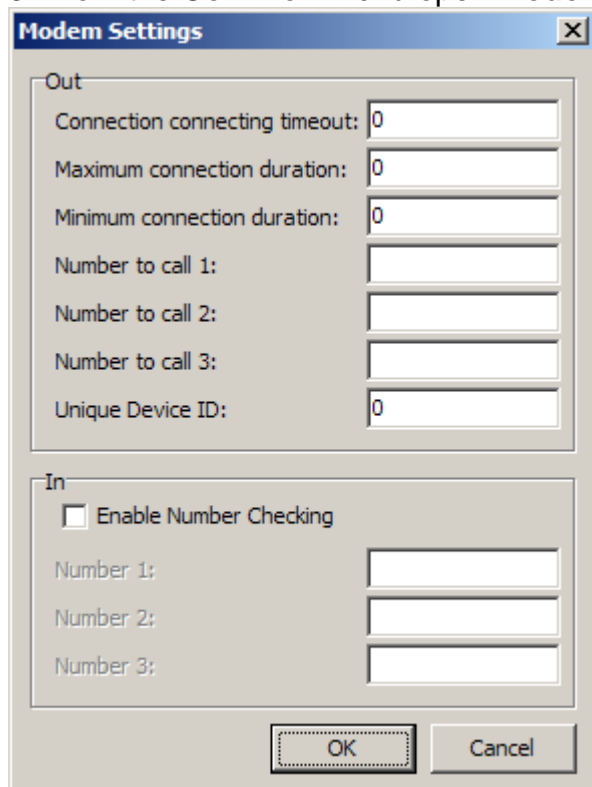 Modem Settings
Out
Connection connecting timeout: 0
Maximum connection duration: 0
Minimum connection duration: 0
Number to call 1:
Number to call 2:
Number to call 3:
Unique Device ID: 0
In
Enable Number Checking
Number 1:
Number 2:
Number 3:
OK Cancel